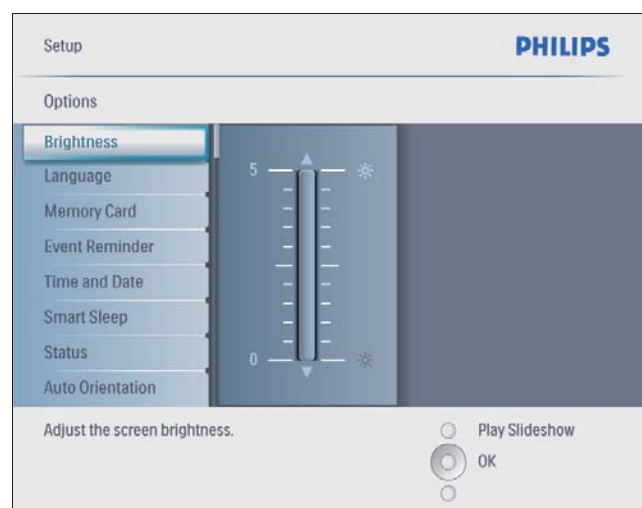 Setup
PHILIPS
Options
Brightness
Language
Memory Card
Event Reminder
Time and Date
Smart Sleep
Status
Auto Orientation
5
0
Adjust the screen brightness.
Play Slideshow
OK